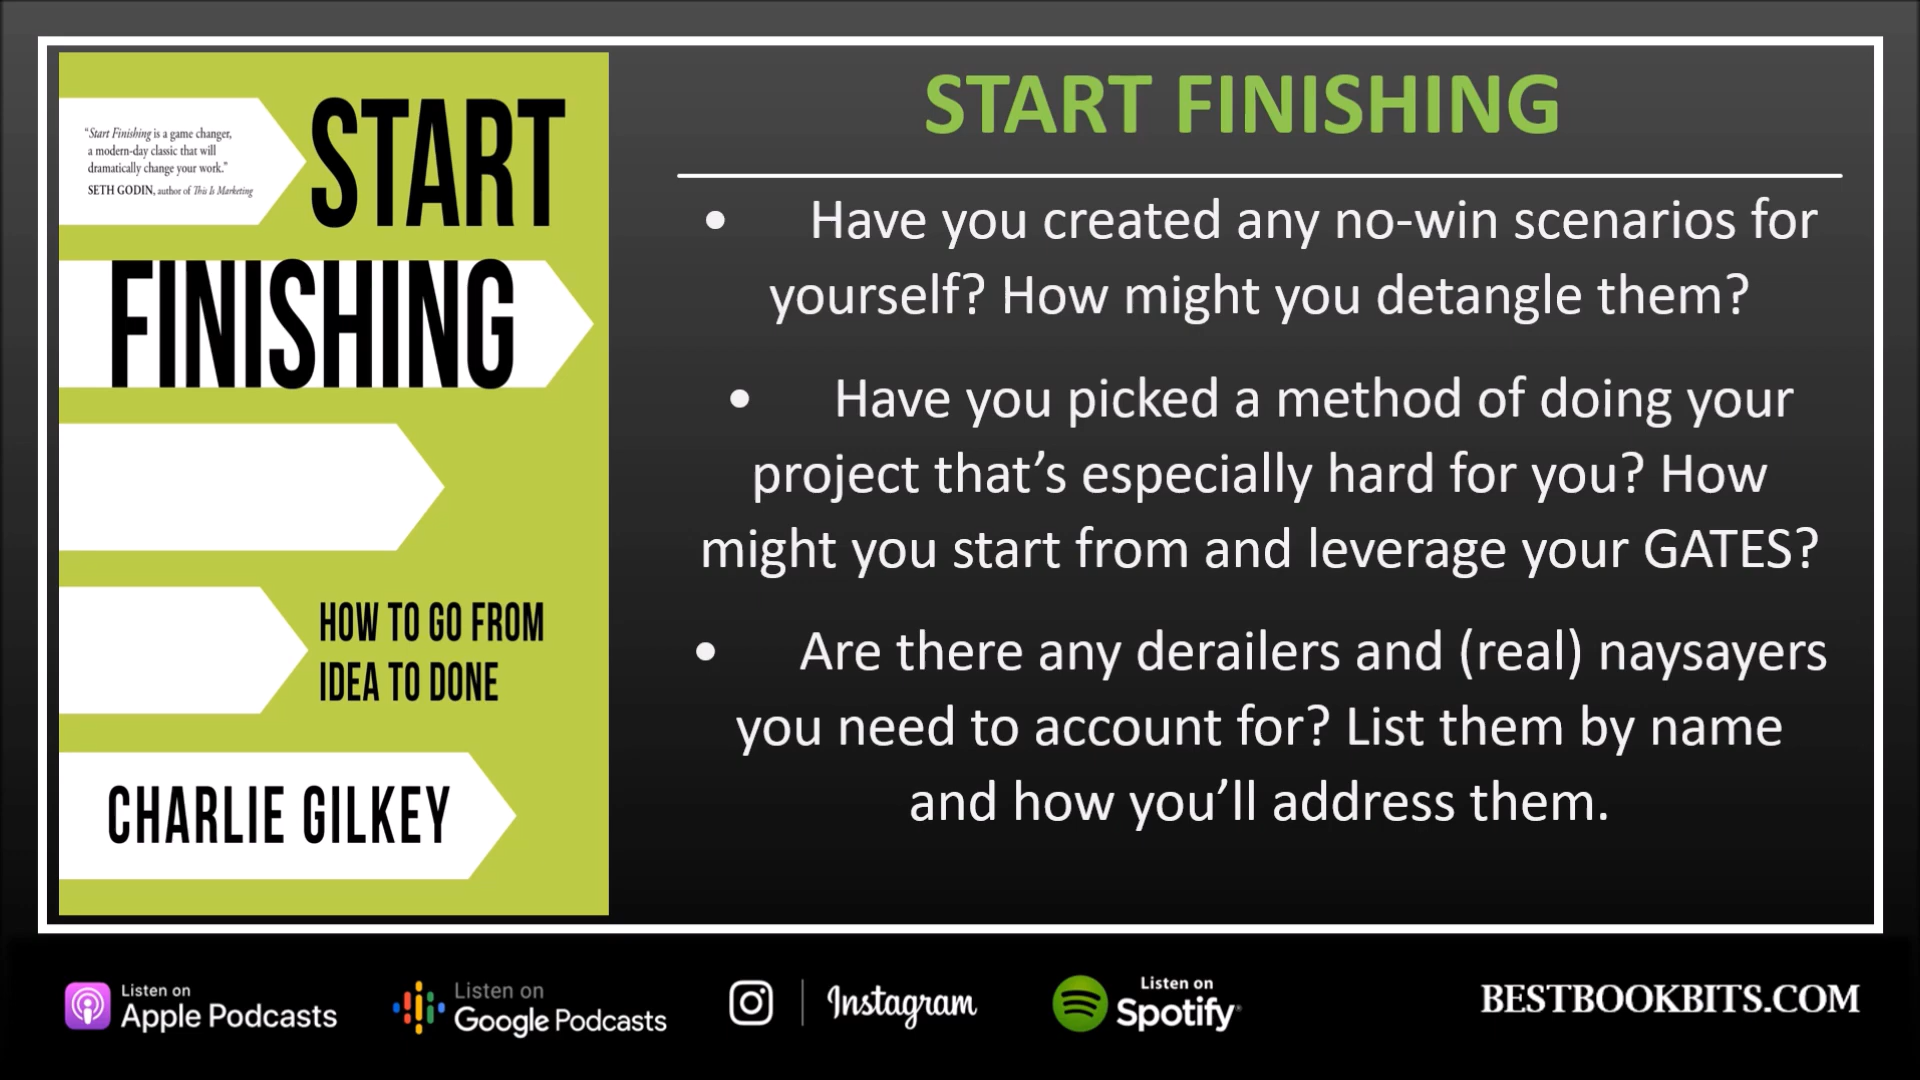 "Start Finishing is a game changer,
a modern-day classic that will
dramatically change your work."
SETH GODIN, author of This Is Marketing
START
FINISHING
HOW TO GO FROM
IDEA TO DONE
CHARLIE GILKEY
START FINISHING
• Have you created any no-win scenarios for
yourself? How might you detangle them?
• Have you picked a method of doing your
project that’s especially hard for you? How
might you start from and leverage your GATES?
• Are there any derailers and (real) naysayers
you need to account for? List them by name
and how you’ll address them.
Listen on
Apple Podcasts
Listen on
Google Podcasts
Instagram
Listen on
Spotify
BESTBOOKBITS.COM